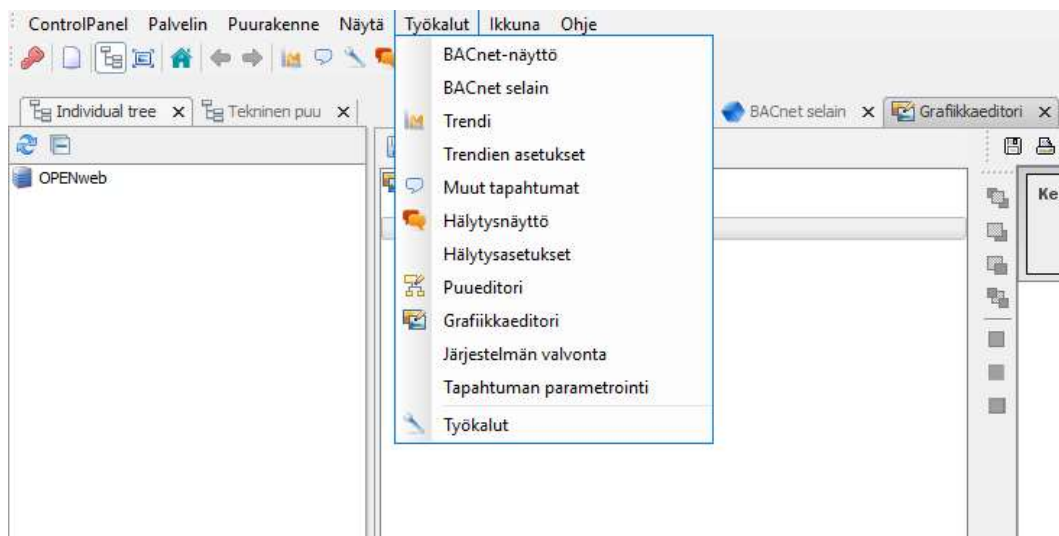 ControlPanel Palvelin Puurakenne Näytä Työkalut Ikkuna Ohje
Individual tree Tekninen puu BACnet selain Grafiikkaeditori
OPENweb
BACnet-näyttö
BACnet selain
Trendi
Trendien asetukset
Muut tapahtumat
Hälytysnäyttö
Hälytysasetukset
Puueditori
Grafiikkaeditori
Järjestelmän valvonta
Tapahtuman parametrointi
Työkalut
Ke